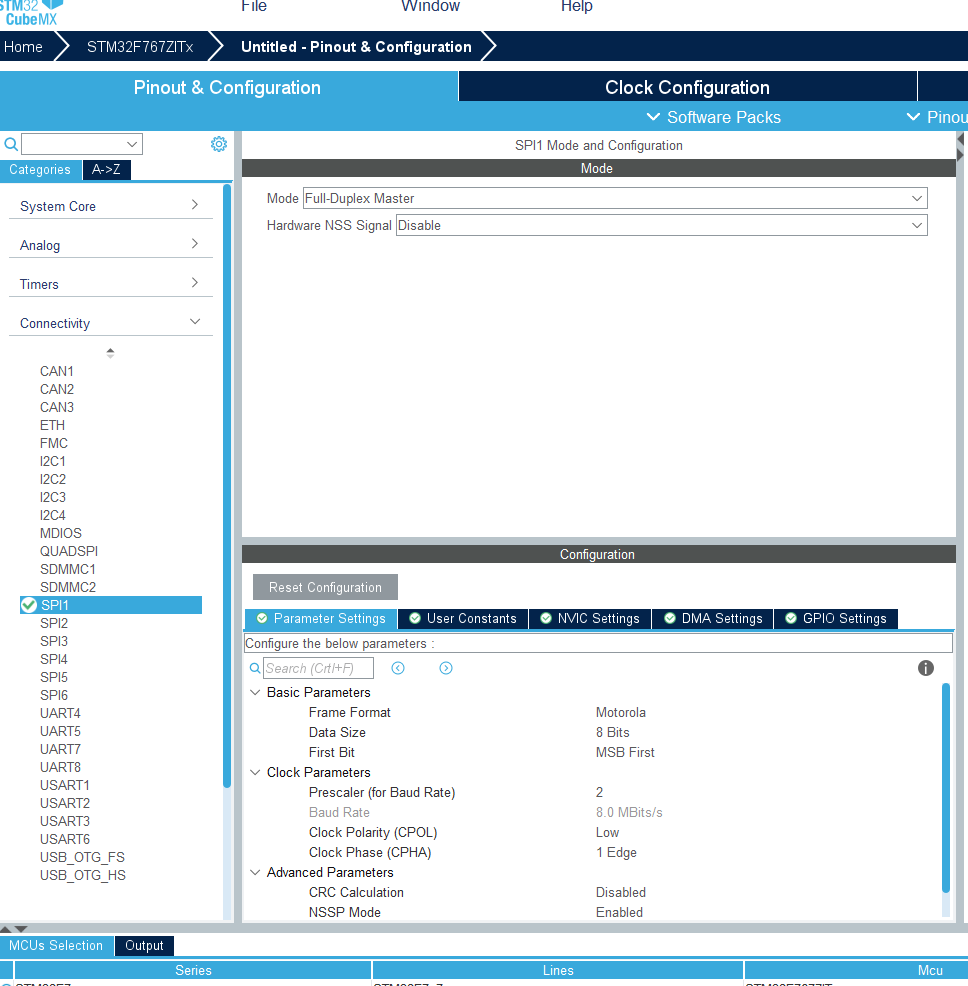 STM32
CubeMX
File Window Help
Home STM32F767ZITx Untitled - Pinout & Configuration
Pinout & Configuration Clock Configuration
Software Packs Pinou
SPI1 Mode and Configuration
Categories A->Z
Mode
System Core
Analog
Timers
Connectivity
CAN1
CAN2
CAN3
ETH
FMC
I2C1
I2C2
I2C3
I2C4
MDIOS
QUADSPI
SDMMC1
SDMMC2
SPI1
SPI2
SPI3
SPI4
SPI5
SPI6
UART4
UART5
UART7
UART8
USART1
USART2
USART3
USART6
USB_OTG_FS
USB_OTG_HS
Mode Full-Duplex Master
Hardware NSS Signal Disable
Configuration
Reset Configuration
Parameter Settings User Constants NVIC Settings DMA Settings GPIO Settings
Configure the below parameters :
Search (Crtl+F)
Basic Parameters
Frame Format Motorola
Data Size 8 Bits
First Bit MSB First
Clock Parameters
Prescaler (for Baud Rate) 2
Baud Rate 8.0 MBits/s
Clock Polarity (CPOL) Low
Clock Phase (CPHA) 1 Edge
Advanced Parameters
CRC Calculation Disabled
NSSP Mode Enabled
MCUs Selection Output
Series Lines Mcu